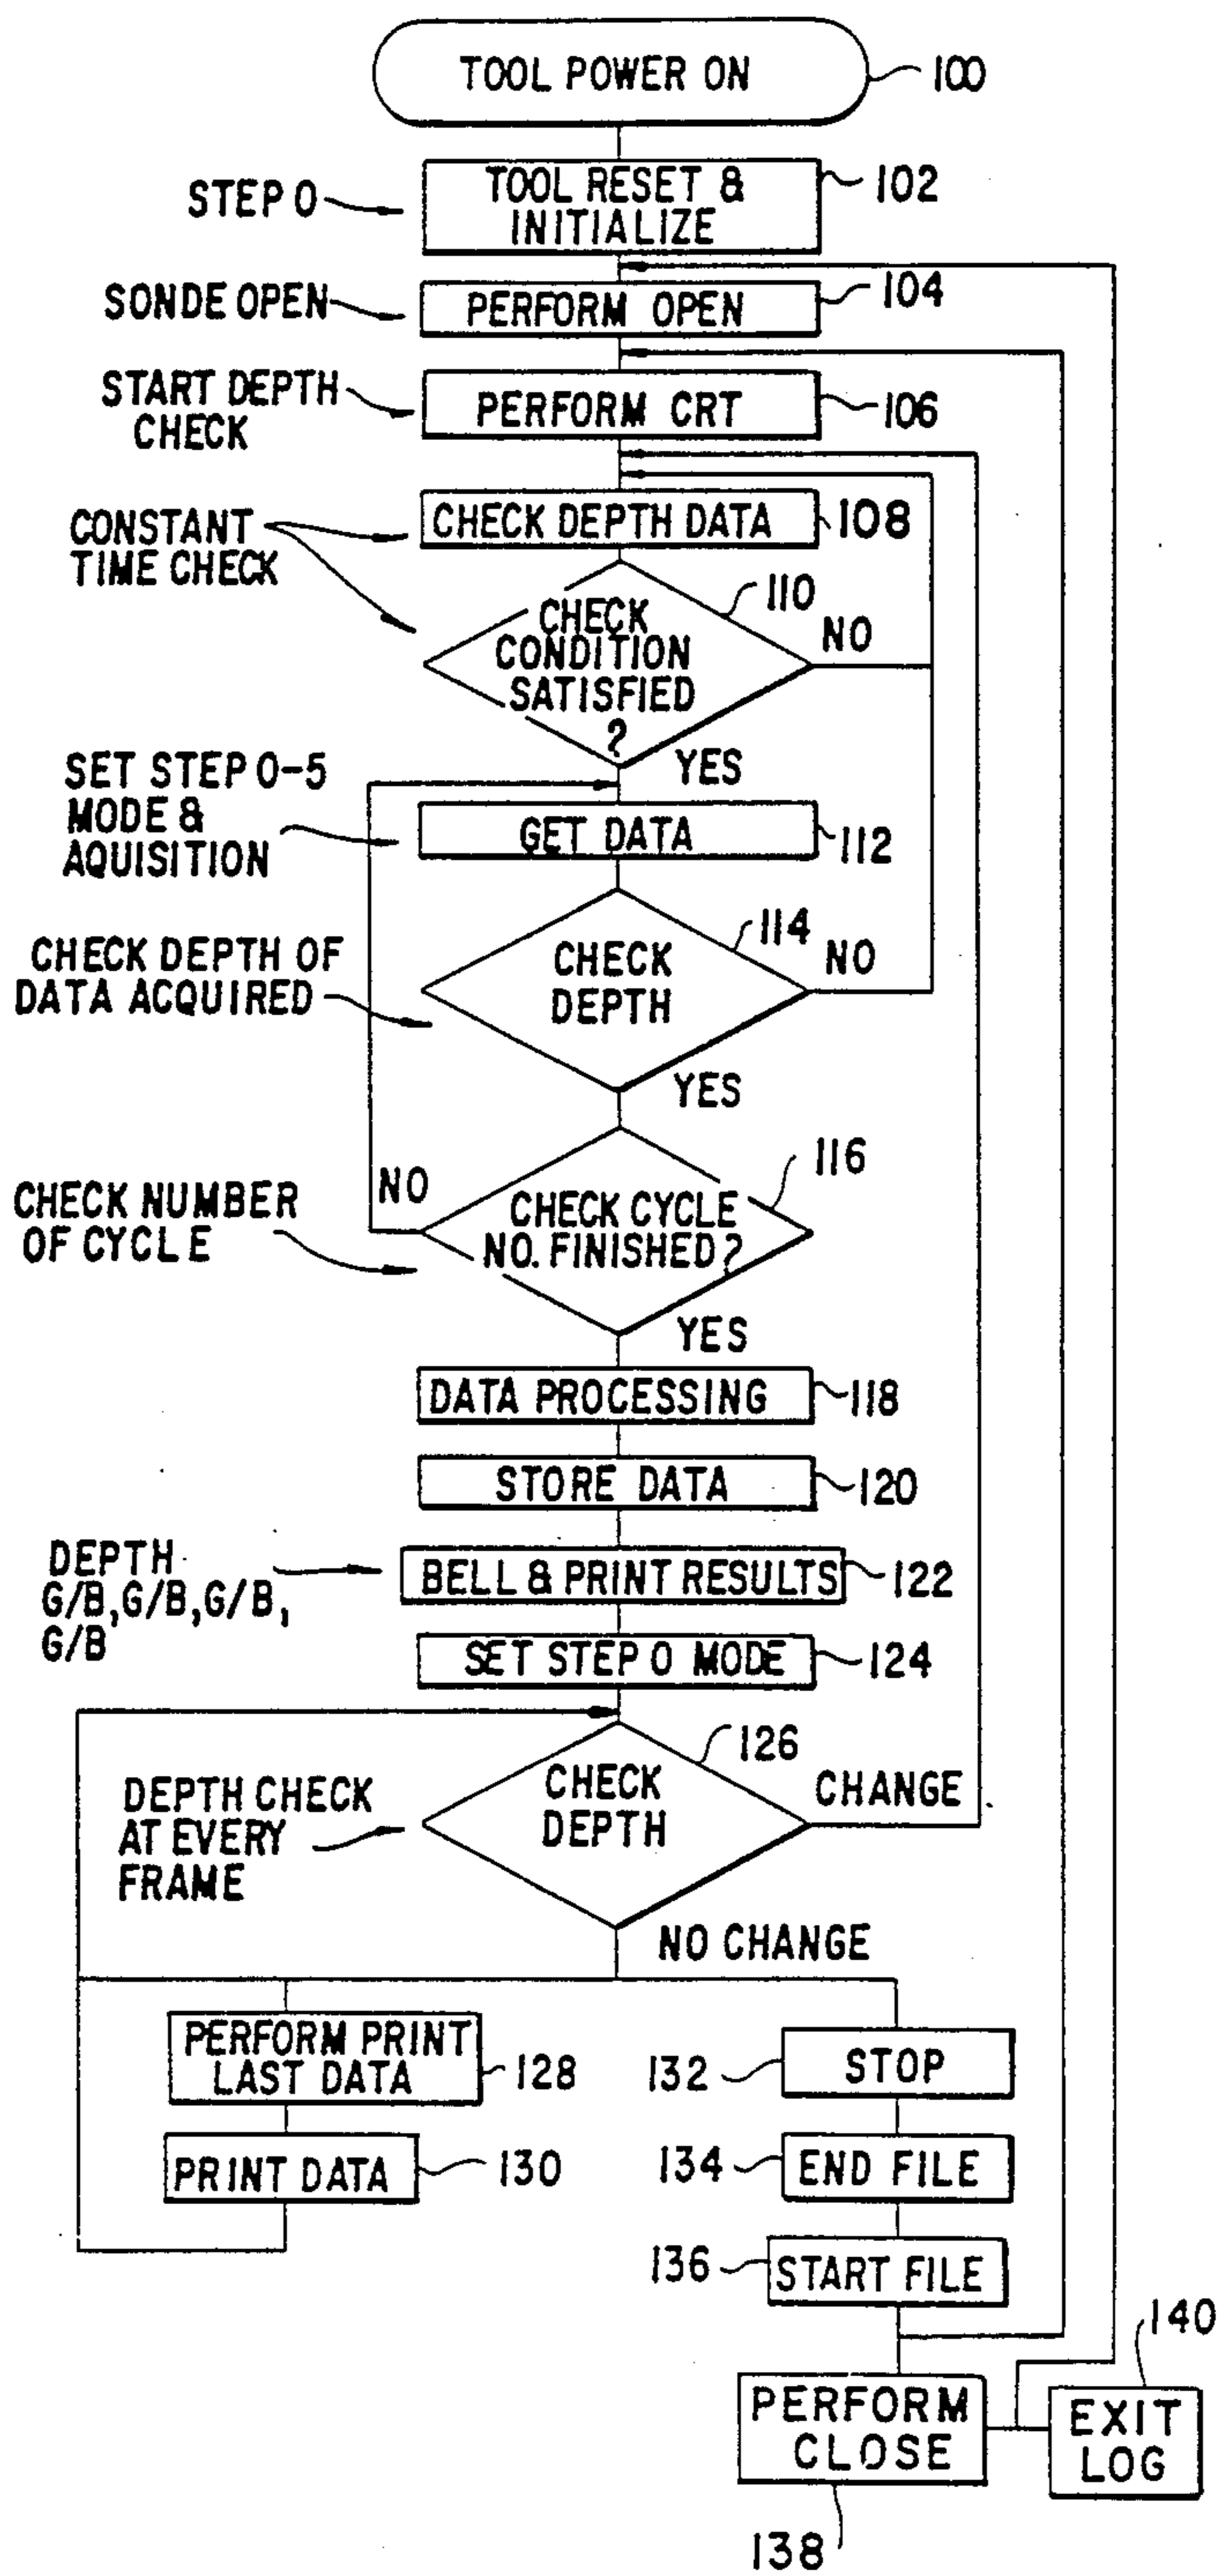 TOOL POWER ON
100
STEP 0
TOOL RESET &
INITIALIZE
102
SONDE OPEN
PERFORM OPEN
104
START DEPTH
CHECK
PERFORM CRT
106
CONSTANT
TIME CHECK
CHECK DEPTH DATA
108
CHECK
CONDITION
SATISFIED
?
110
NO
YES
SET STEP 0-5
MODE &
AQUISITION
GET DATA
112
CHECK DEPTH OF
DATA ACQUIRED
CHECK
DEPTH
114
NO
YES
CHECK NUMBER
OF CYCLE
NO
CHECK CYCLE
NO. FINISHED?
116
YES
DATA PROCESSING
118
STORE DATA
120
DEPTH
G/B, G/B, G/B,
G/B
BELL & PRINT RESULTS
122
SET STEP 0 MODE
124
DEPTH CHECK
AT EVERY
FRAME
CHECK
DEPTH
126
CHANGE
NO CHANGE
PERFORM PRINT
LAST DATA
128
PRINT DATA
130
132
STOP
134
END FILE
136
START FILE
PERFORM
CLOSE
138
140
EXIT
LOG